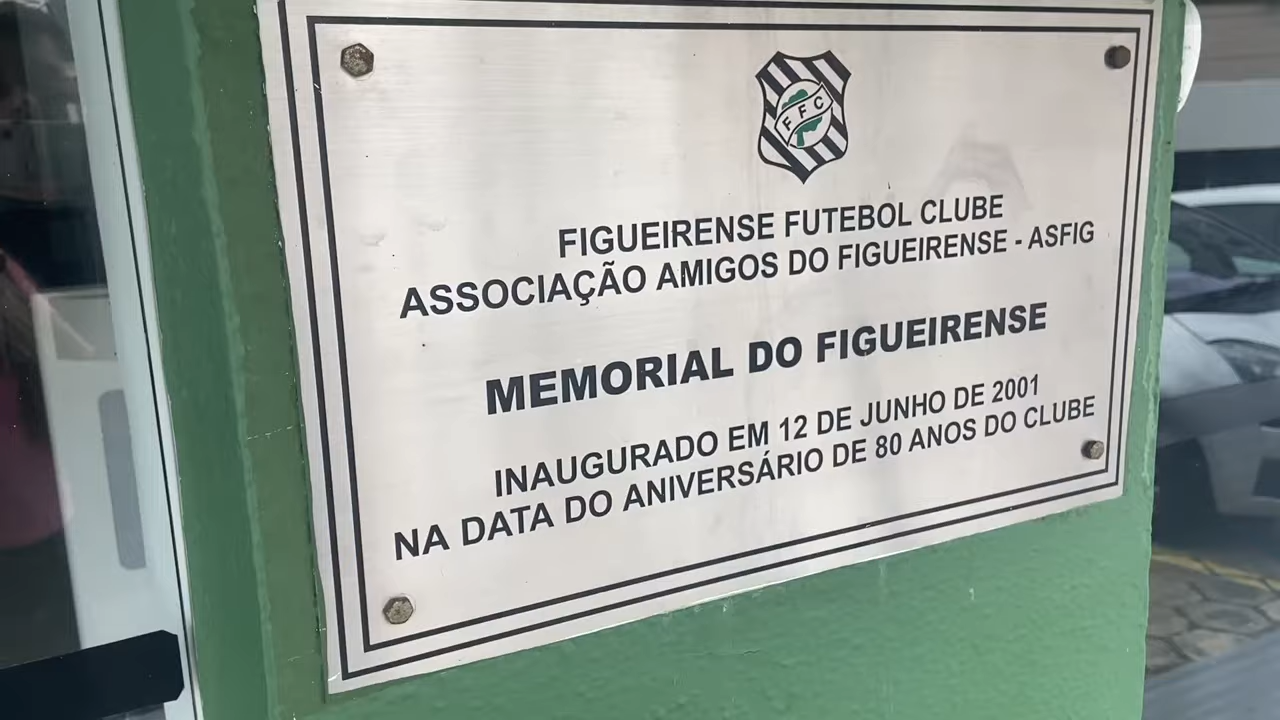 FFC
FIGUEIRENSE FUTEBOL CLUBE
ASSOCIAÇÃO AMIGOS DO FIGUEIRENSE - ASFIG
MEMORIAL DO FIGUEIRENSE
INAUGURADO EM 12 DE JUNHO DE 2001
NA DATA DO ANIVERSÁRIO DE 80 ANOS DO CLUBE